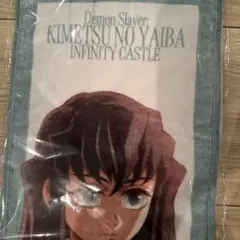 Demon Slayer:
KIMETSU NO YAIBA
INFINITY CASTLE